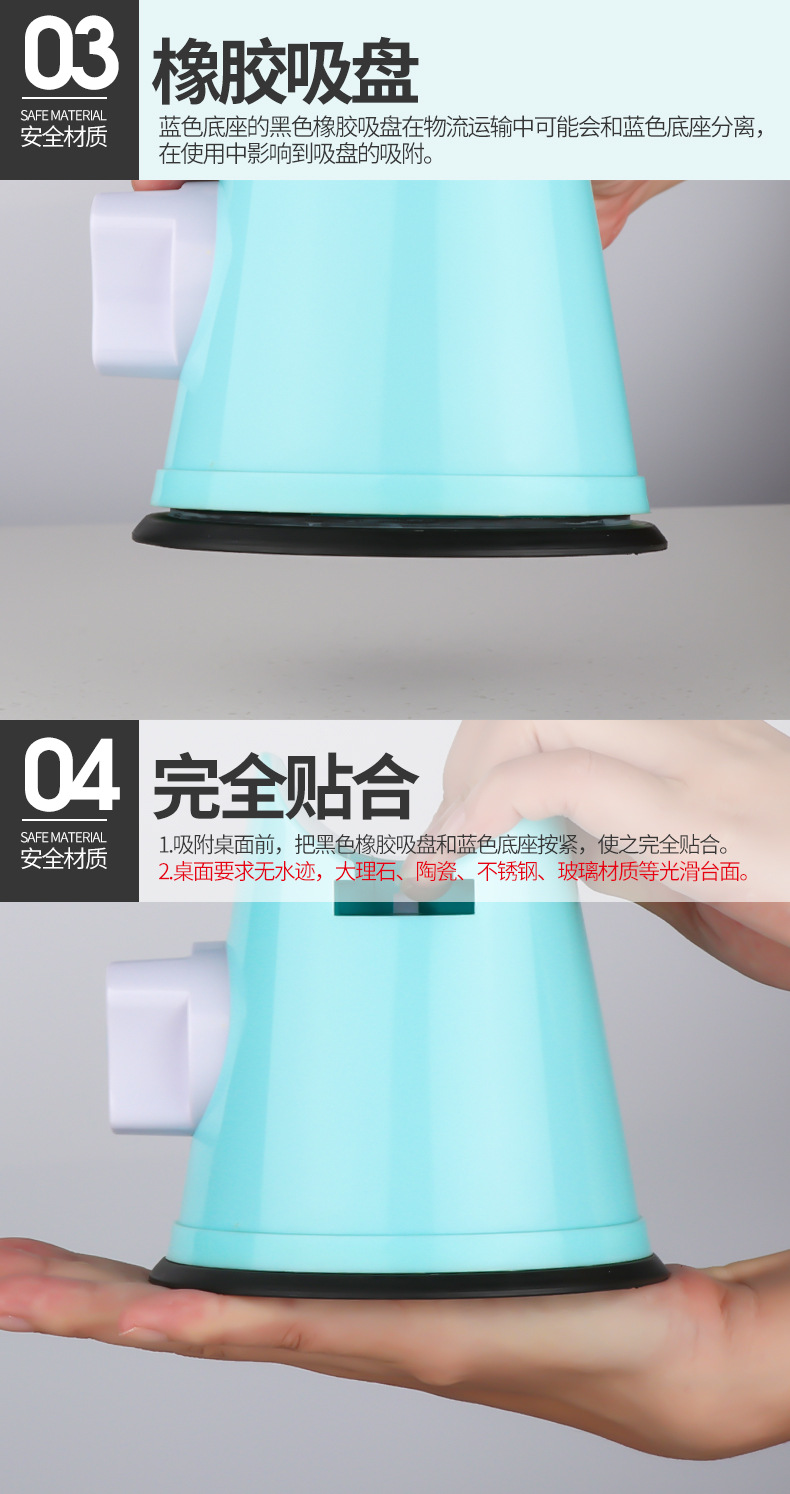 03
SAFE MATERIAL
安全材质
橡胶吸盘
蓝色底座的黑色橡胶吸盘在物流运输中可能会和蓝色底座分离，
在使用中影响到吸盘的吸附。
04
SAFE MATERIAL
安全材质
完全贴合
1.吸附桌面前，把黑色橡胶吸盘和蓝色底座按紧，使之完全贴合。
2.桌面要求无水迹，大理石、陶瓷、不锈钢、玻璃材质等光滑台面。